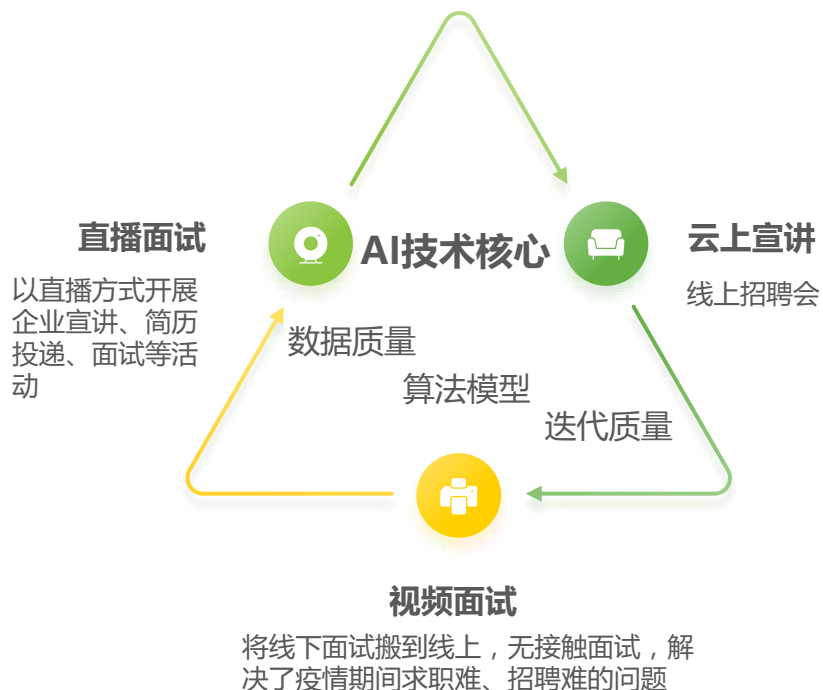 直播面试
以直播方式开展
企业宣讲、简历
投递、面试等活
动
AI技术核心
云上宣讲
线上招聘会
数据质量
算法模型
迭代质量
视频面试
将线下面试搬到线上，无接触面试，解
决了疫情期间求职难、招聘难的问题